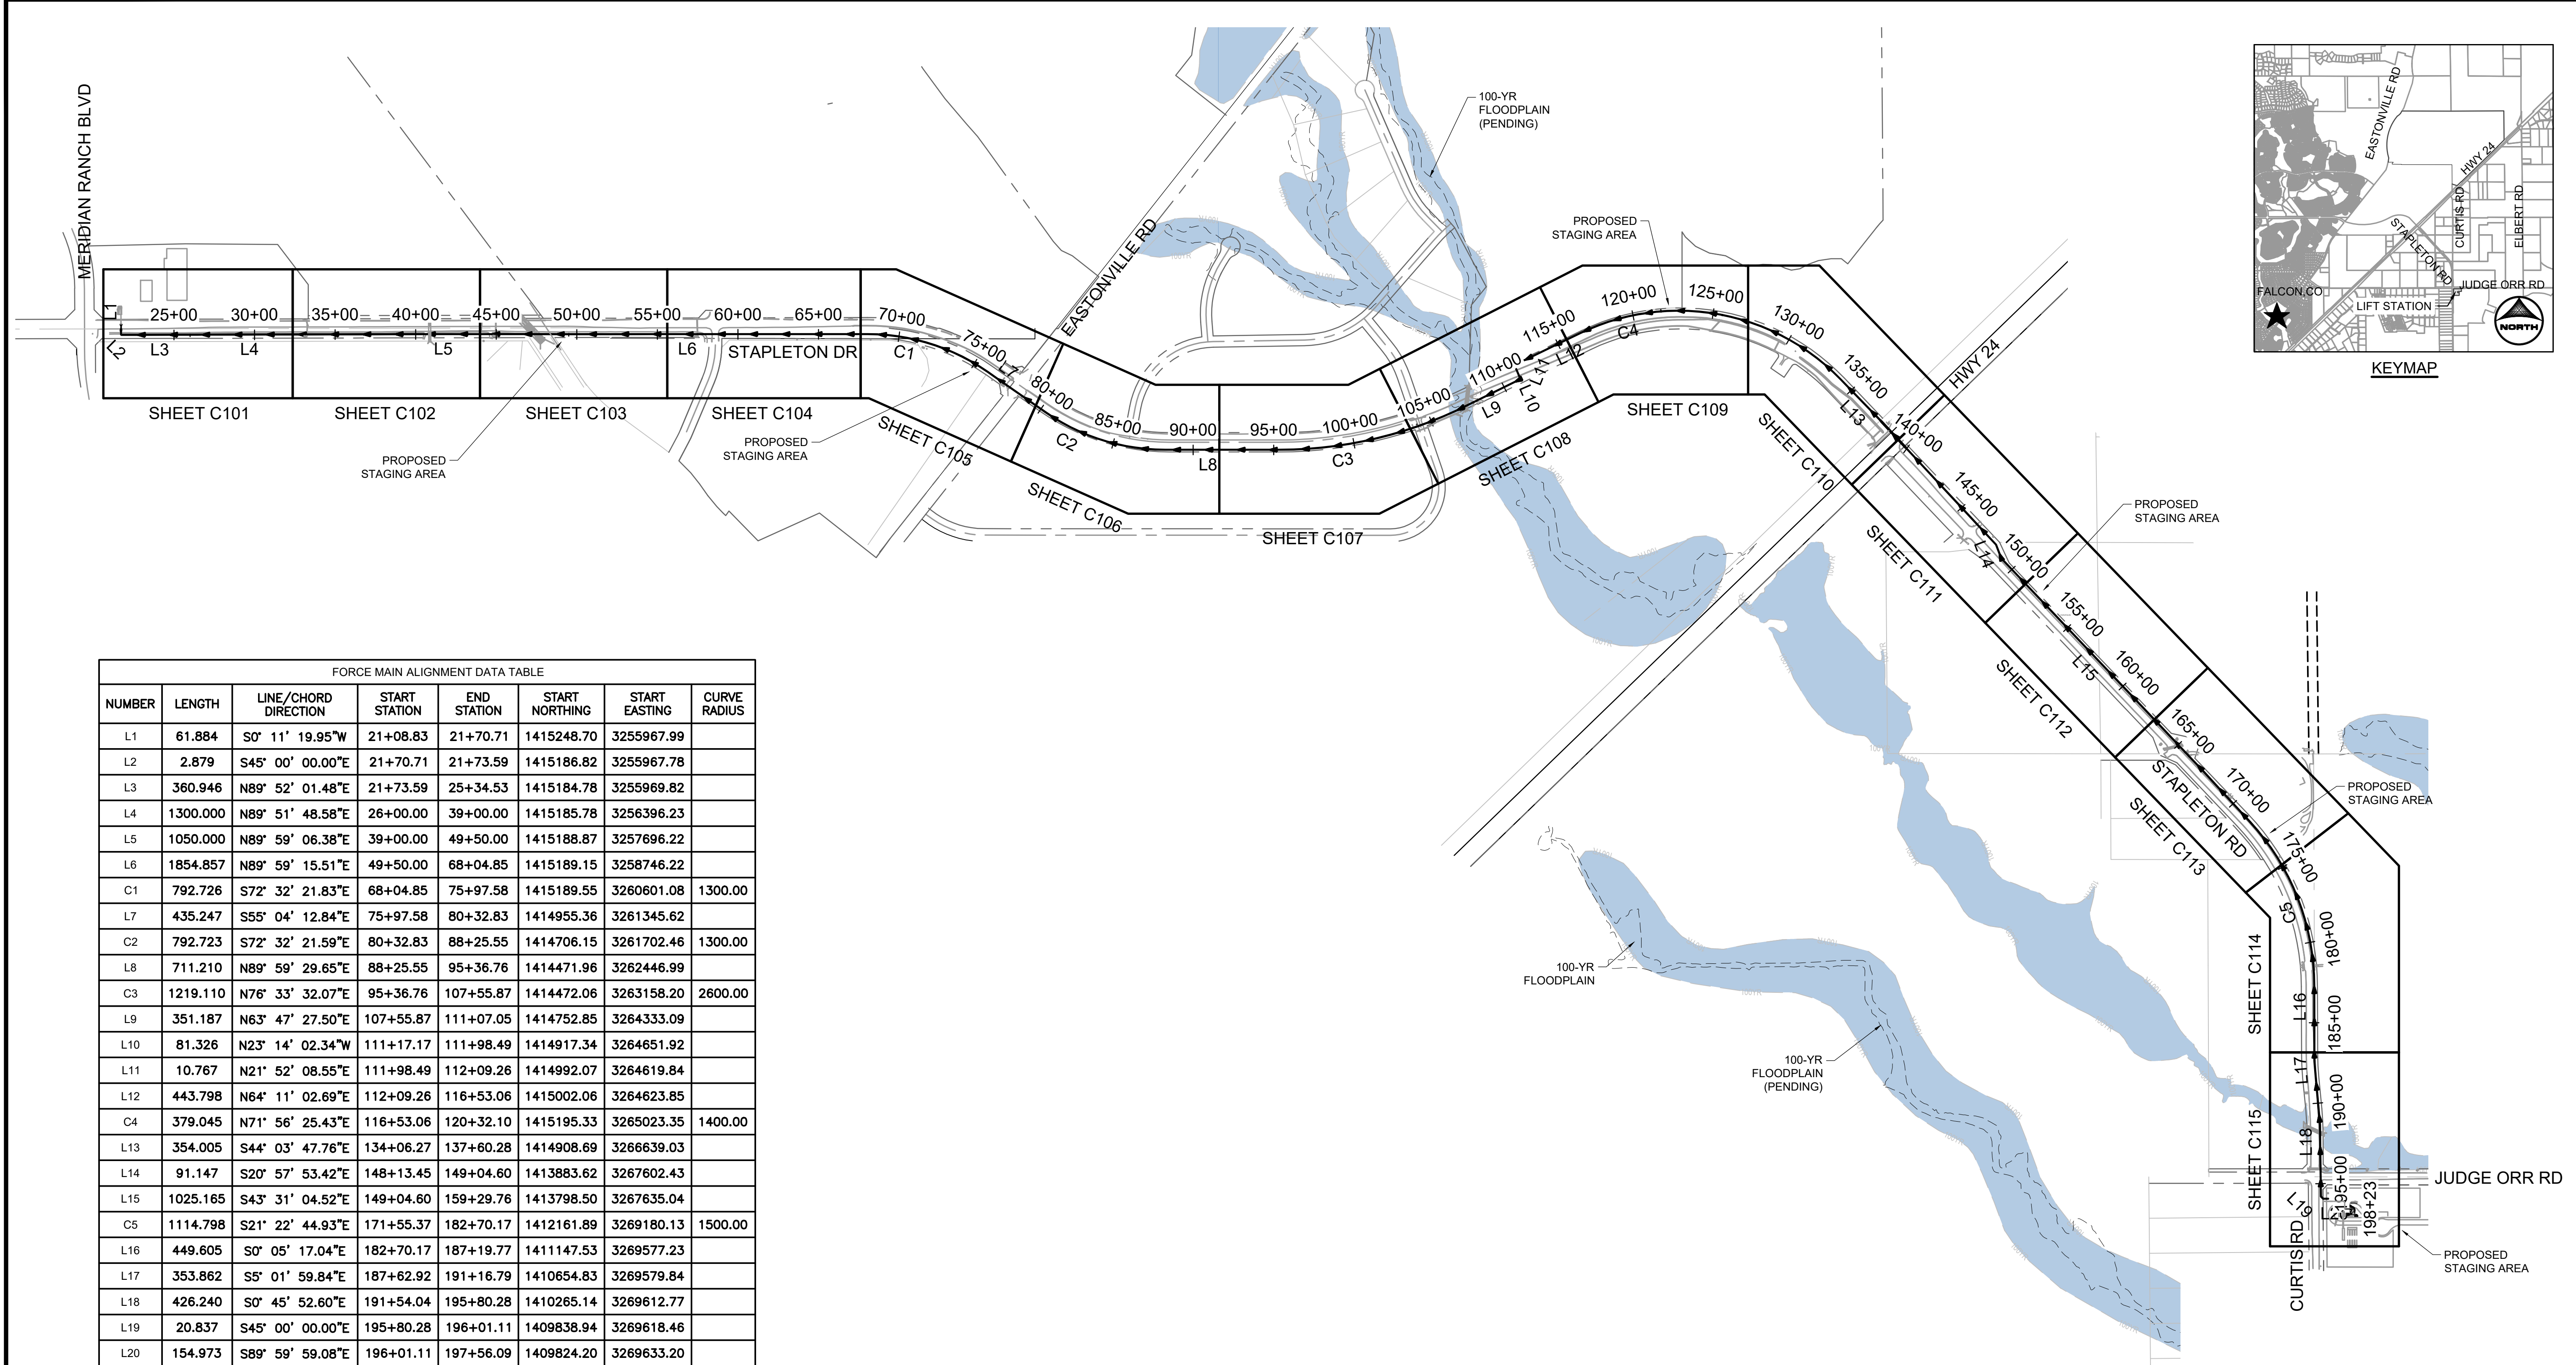 MERIDIAN RANCH BLVD
L1
L2
25+00
30+00
35+00
40+00
45+00
50+00
55+00
60+00
65+00
70+00
75+00
80+00
85+00
90+00
95+00
100+00
105+00
110+00
115+00
120+00
125+00
130+00
135+00
140+00
145+00
150+00
155+00
160+00
165+00
170+00
175+00
180+00
185+00
190+00
195+00
198+23
L3
L4
L5
L6
STAPLETON DR
C1
L7
C2
L8
C3
L9
L10
L11
L12
C4
L13
L14
L15
C5
L16
L17
L18
L19
SHEET C101
SHEET C102
SHEET C103
SHEET C104
SHEET C105
SHEET C106
SHEET C107
SHEET C108
SHEET C109
SHEET C110
SHEET C111
SHEET C112
SHEET C113
SHEET C114
SHEET C115
PROPOSED
STAGING AREA
PROPOSED
STAGING AREA
EASTONVILLE RD
100-YR
FLOODPLAIN
(PENDING)
PROPOSED
STAGING AREA
HWY 24
PROPOSED
STAGING AREA
STAPLETON RD
PROPOSED
STAGING AREA
100-YR
FLOODPLAIN
100-YR
FLOODPLAIN
(PENDING)
JUDGE ORR RD
CURTIS RD
PROPOSED
STAGING AREA
EASTONVILLE RD
HWY 24
CURTIS RD
ELBERT RD
STAPLETON RD
JUDGE ORR RD
FALCON,CO
LIFT STATION
NORTH
KEYMAP
FORCE MAIN ALIGNMENT DATA TABLE
NUMBER LENGTH LINE/CHORD DIRECTION START STATION END STATION START NORTHING START EASTING CURVE RADIUS
L1 61.884 S0° 11' 19.95"W 21+08.83 21+70.71 1415248.70 3255967.99
L2 2.879 S45° 00' 00.00"E 21+70.71 21+73.59 1415186.82 3255967.78
L3 360.946 N89° 52' 01.48"E 21+73.59 25+34.53 1415184.78 3255969.82
L4 1300.000 N89° 51' 48.58"E 26+00.00 39+00.00 1415185.78 3256396.23
L5 1050.000 N89° 59' 06.38"E 39+00.00 49+50.00 1415188.87 3257696.22
L6 1854.857 N89° 59' 15.51"E 49+50.00 68+04.85 1415189.15 3258746.22
C1 792.726 S72° 32' 21.83"E 68+04.85 75+97.58 1415189.55 3260601.08 1300.00
L7 435.247 S55° 04' 12.84"E 75+97.58 80+32.83 1414955.36 3261345.62
C2 792.723 S72° 32' 21.59"E 80+32.83 88+25.55 1414706.15 3261702.46 1300.00
L8 711.210 N89° 59' 29.65"E 88+25.55 95+36.76 1414471.96 3262446.99
C3 1219.110 N76° 33' 32.07"E 95+36.76 107+55.87 1414472.06 3263158.20 2600.00
L9 351.187 N63° 47' 27.50"E 107+55.87 111+07.05 1414752.85 3264333.09
L10 81.326 N23° 14' 02.34"W 111+17.17 111+98.49 1414917.34 3264651.92
L11 10.767 N21° 52' 08.55"E 111+98.49 112+09.26 1414992.07 3264619.84
L12 443.798 N64° 11' 02.69"E 112+09.26 116+53.06 1415002.06 3264623.85
C4 379.045 N71° 56' 25.43"E 116+53.06 120+32.10 1415195.33 3265023.35 1400.00
L13 354.005 S44° 03' 47.76"E 134+06.27 137+60.28 1414908.69 3266639.03
L14 91.147 S20° 57' 53.42"E 148+13.45 149+04.60 1413883.62 3267602.43
L15 1025.165 S43° 31' 04.52"E 149+04.60 159+29.76 1413798.50 3267635.04
C5 1114.798 S21° 22' 44.93"E 171+55.37 182+70.17 1412161.89 3269180.13 1500.00
L16 449.605 S0° 05' 17.04"E 182+70.17 187+19.77 1411147.53 3269577.23
L17 353.862 S5° 01' 59.84"E 187+62.92 191+16.79 1410654.83 3269579.84
L18 426.240 S0° 45' 52.60"E 191+54.04 195+80.28 1410265.14 3269612.77
L19 20.837 S45° 00' 00.00"E 195+80.28 196+01.11 1409838.94 3269618.46
L20 154.973 S89° 59' 59.08"E 196+01.11 197+56.09 1409824.20 3269633.20